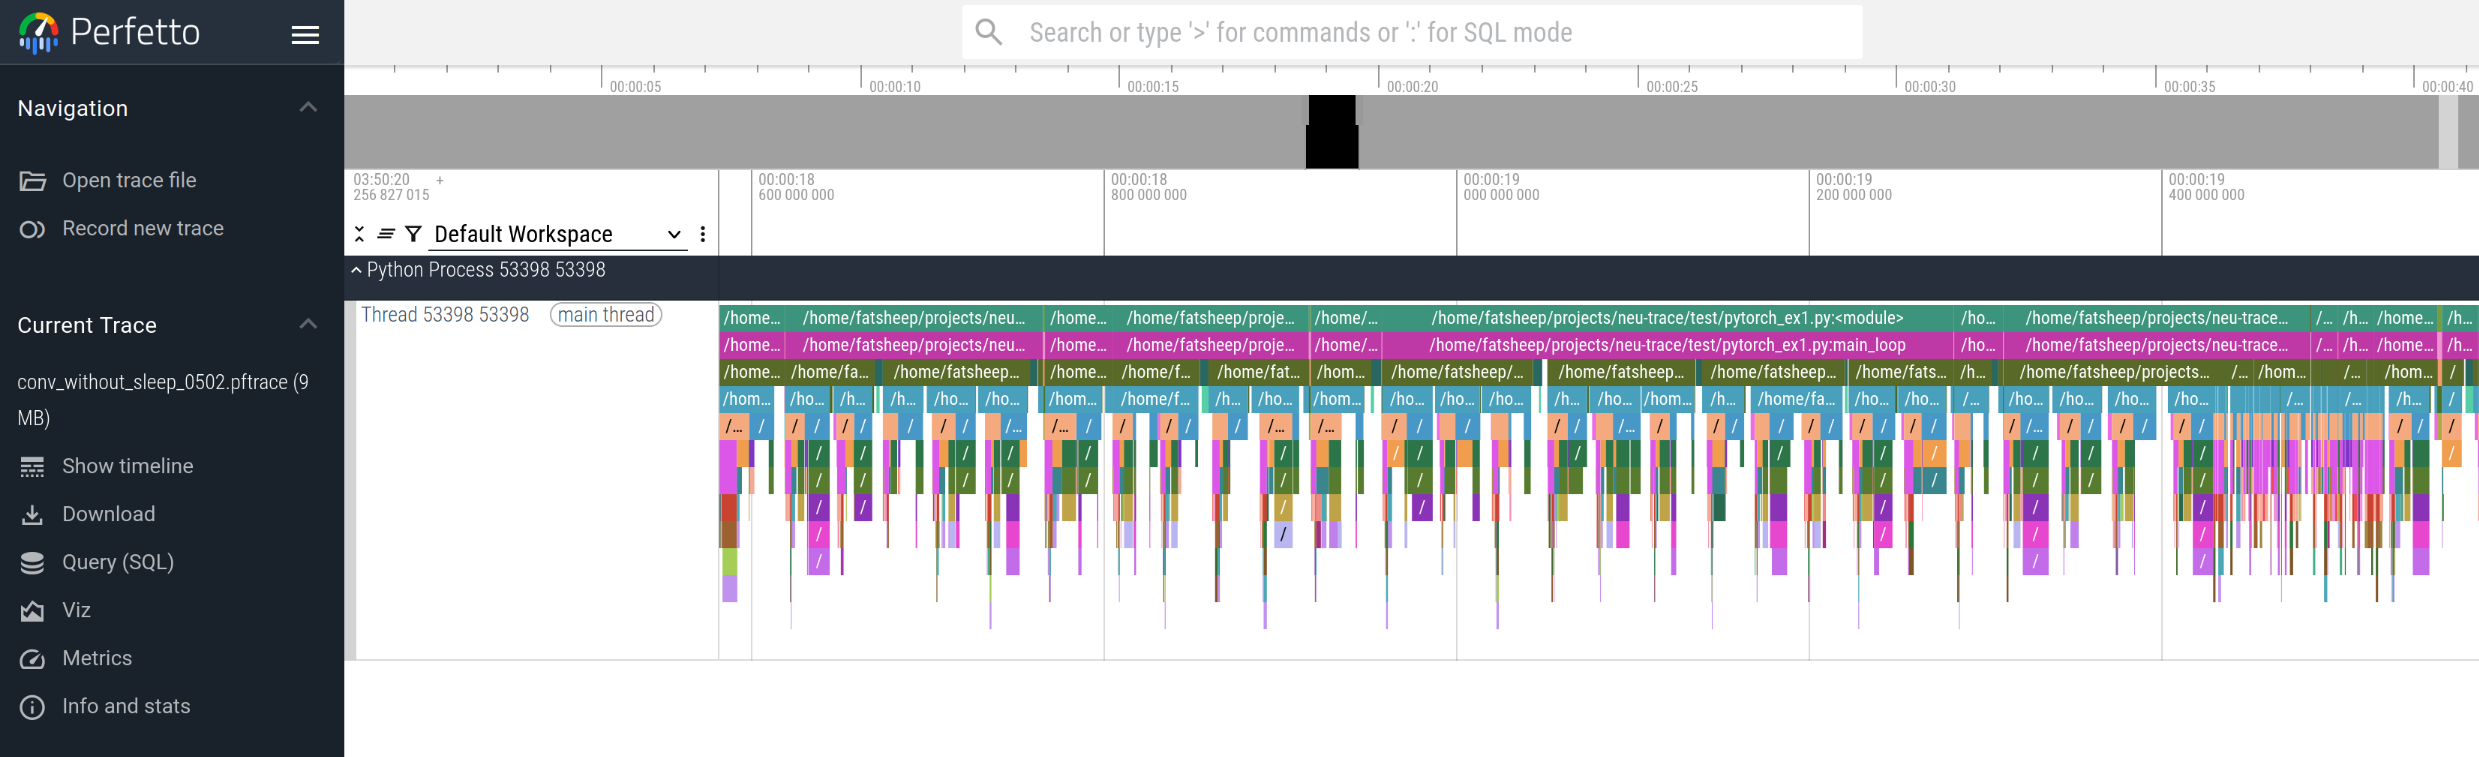 Perfetto
Search or type '>' for commands or ':' for SQL mode
Navigation
Open trace file
Record new trace
Current Trace
conv_without_sleep_0502.pftrace (9
MB)
Show timeline
Download
Query (SQL)
Viz
Metrics
Info and stats
00:00:05 00:00:10 00:00:15 00:00:20 00:00:25 00:00:30 00:00:35 00:00:40
03:50:20 + 00:00:18 00:00:18 00:00:19 00:00:19 00:00:19
256 827 015 600 000 000 800 000 000 000 000 000 200 000 000 400 000 000
Default Workspace
Python Process 53398 53398
Thread 53398 53398 main thread
/home... /home/fatsheep/projects/neu... /home... /home/fatsheep/proje... /home/... /home/fatsheep/projects/neu-trace/test/pytorch_ex1.py:<module> /ho... /home/fatsheep/projects/neu-trace... /... /h... /home... /h...
/home... /home/fatsheep/projects/neu... /home... /home/fatsheep/proje... /home/... /home/fatsheep/projects/neu-trace/test/pytorch_ex1.py:main_loop /ho... /home/fatsheep/projects/neu-trace... /... /h... /home... /h...
/home... /home/fa... /home/fatsheep... /home... /home/f... /home/fat... /hom... /home/fatsheep/... /home/fatsheep... /home/fatsheep... /home/fats... /h... /home/fatsheep/projects... /... /hom... /... /hom... /
/hom... /ho... /h... /h... /ho... /ho... /hom... /home/f... /h... /ho... /hom... /ho... /ho... /ho... /h... /ho... /hom... /h... /home/fa... /ho... /ho... /... /ho... /ho... /ho... /ho... /... /... /h... /